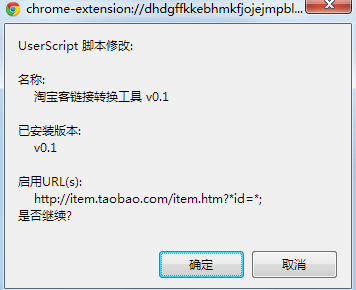 chrome-extension://dhdgffkkebhmkfjojejmpbl
UserScript 脚本修改:
名称:
淘宝客链接转换工具 v0.1
已安装版本:
v0.1
启用URL(s):
http://item.taobao.com/item.htm?*id=*;
是否继续?
确定
取消